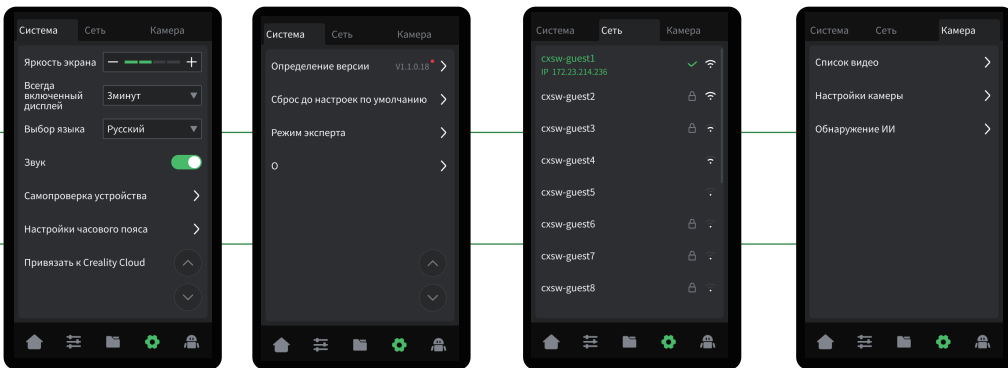 Система Сеть Камера
Яркость экрана
Всегда
включенный
дисплей
3минут
Выбор языка Русский
Звук
Самопроверка устройства
Настройки часового пояса
Привязать к Creality Cloud
Система Сеть Камера
Определение версии V1.1.0.18
Сброс до настроек по умолчанию
Режим эксперта
О
Система Сеть Камера
cxsw-guest1
IP 172.23.214.236
cxsw-guest2
cxsw-guest3
cxsw-guest4
cxsw-guest5
cxsw-guest6
cxsw-guest7
cxsw-guest8
Система Сеть Камера
Список видео
Настройки камеры
Обнаружение ИИ